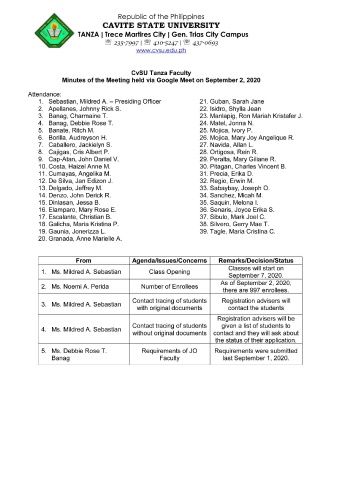 Republic of the Philippines
CAVITE STATE UNIVERSITY
TANZA | Trece Martires City | Gen. Trias City Campus
☏ 235-7997 | ☏ 410-5247 | ☏ 437-0693
www.cvsu.edu.ph
CvSU Tanza Faculty
Minutes of the Meeting held via Google Meet on September 2, 2020
Attendance:
1. Sebastian, Mildred A. – Presiding Officer
2. Apellanes, Johnny Rick S.
3. Banag, Charmaine T.
4. Banag, Debbie Rose T.
5. Banate, Ritch M.
6. Bonilla, Audreyson H.
7. Caballero, Jackielyn S.
8. Cajigas, Cris Albert P.
9. Cap-Atan, John Daniel V.
10. Costa, Haizel Anne M.
11. Cumayas, Angelika M.
12. De Silva, Jan Edizon J.
13. Delgado, Jeffrey M.
14. Denzo, John Derick R.
15. Dinlasan, Jessa B.
16. Elamparo, Mary Rose E.
17. Escalante, Christian B.
18. Galicha, Maria Kristina P.
19. Gaunia, Jonerizza L.
20. Granada, Anne Marielle A.
21. Guban, Sarah Jane
22. Isidro, Shylla Jean
23. Manlapig, Ron Mariah Kristafer J.
24. Matel, Jonna N.
25. Mojica, Ivory P.
26. Mojica, Mary Joy Angelique R.
27. Navida, Allan L.
28. Ortigosa, Rein R.
29. Peralta, Mary Giliane R.
30. Pitagan, Charles Vincent B.
31. Precia, Erika D.
32. Regio, Erwin M.
33. Sabaybay, Joseph O.
34. Sanchez, Micah M.
35. Saquin, Melona I.
36. Senaris, Joyce Erika S.
37. Sibulo, Mark Joel C.
38. Silvero, Gerry Mae T.
39. Tagle, Maria Cristina C.
From Agenda/Issues/Concerns Remarks/Decision/Status
1. Ms. Mildred A. Sebastian Class Opening Classes will start on
September 7, 2020.
2. Ms. Noemi A. Perida Number of Enrollees As of September 2, 2020,
there are 997 enrollees.
3. Ms. Mildred A. Sebastian Contact tracing of students
with original documents Registration advisers will
contact the students
4. Ms. Mildred A. Sebastian Contact tracing of students
without original documents Registration advisers will be
given a list of students to
contact and they will ask about
the status of their application.
5. Ms. Debbie Rose T.
Banag Requirements of JO
Faculty Requirements were submitted
last September 1, 2020.